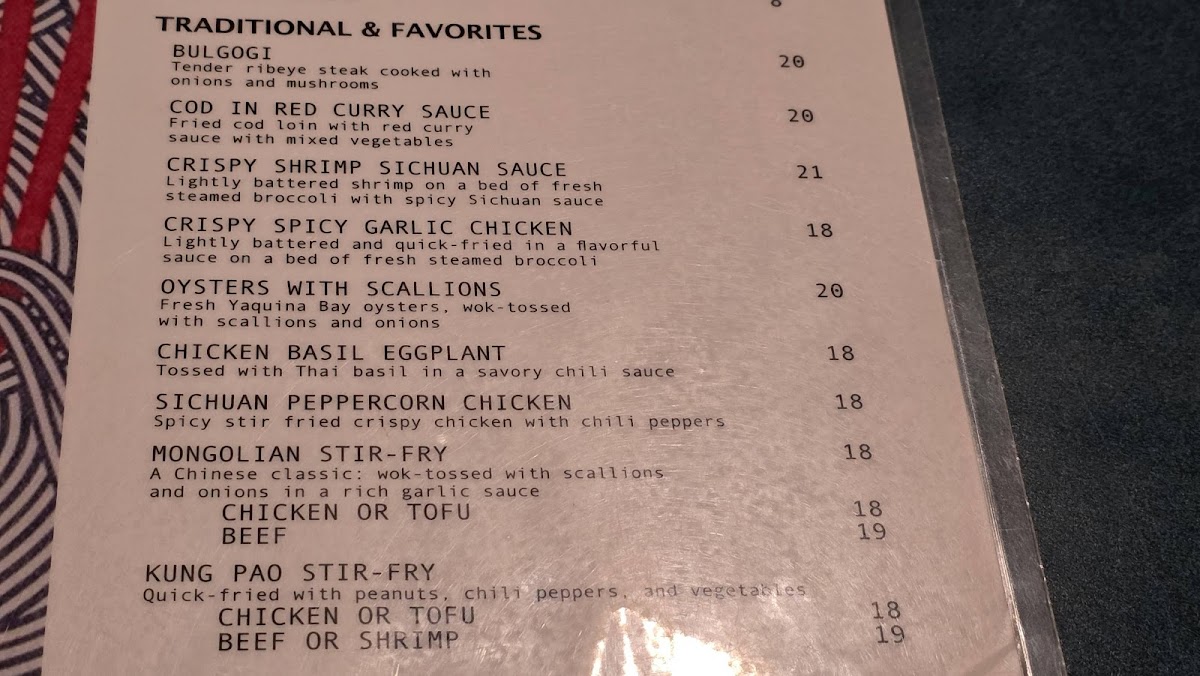 8
TRADITIONAL & FAVORITES
BULGOGI 20
Tender ribeye steak cooked with
onions and mushrooms
COD IN RED CURRY SAUCE 20
Fried cod loin with red curry
sauce with mixed vegetables
CRISPY SHRIMP SICHUAN SAUCE 21
Lightly battered shrimp on a bed of fresh
steamed broccoli with spicy Sichuan sauce
CRISPY SPICY GARLIC CHICKEN 18
Lightly battered and quick-fried in a flavorful
sauce on a bed of fresh steamed broccoli
OYSTERS WITH SCALLIONS 20
Fresh Yaquina Bay oysters, wok-tossed
with scallions and onions
CHICKEN BASIL EGGPLANT 18
Tossed with Thai basil in a savory chili sauce
SICHUAN PEPPERCORN CHICKEN 18
Spicy stir fried crispy chicken with chili peppers
MONGOLIAN STIR-FRY 18
A Chinese classic: wok-tossed with scallions
and onions in a rich garlic sauce
CHICKEN OR TOFU 18
BEEF 19
KUNG PAO STIR-FRY
Quick-fried with peanuts, chili peppers, and vegetables
CHICKEN OR TOFU 18
BEEF OR SHRIMP 19